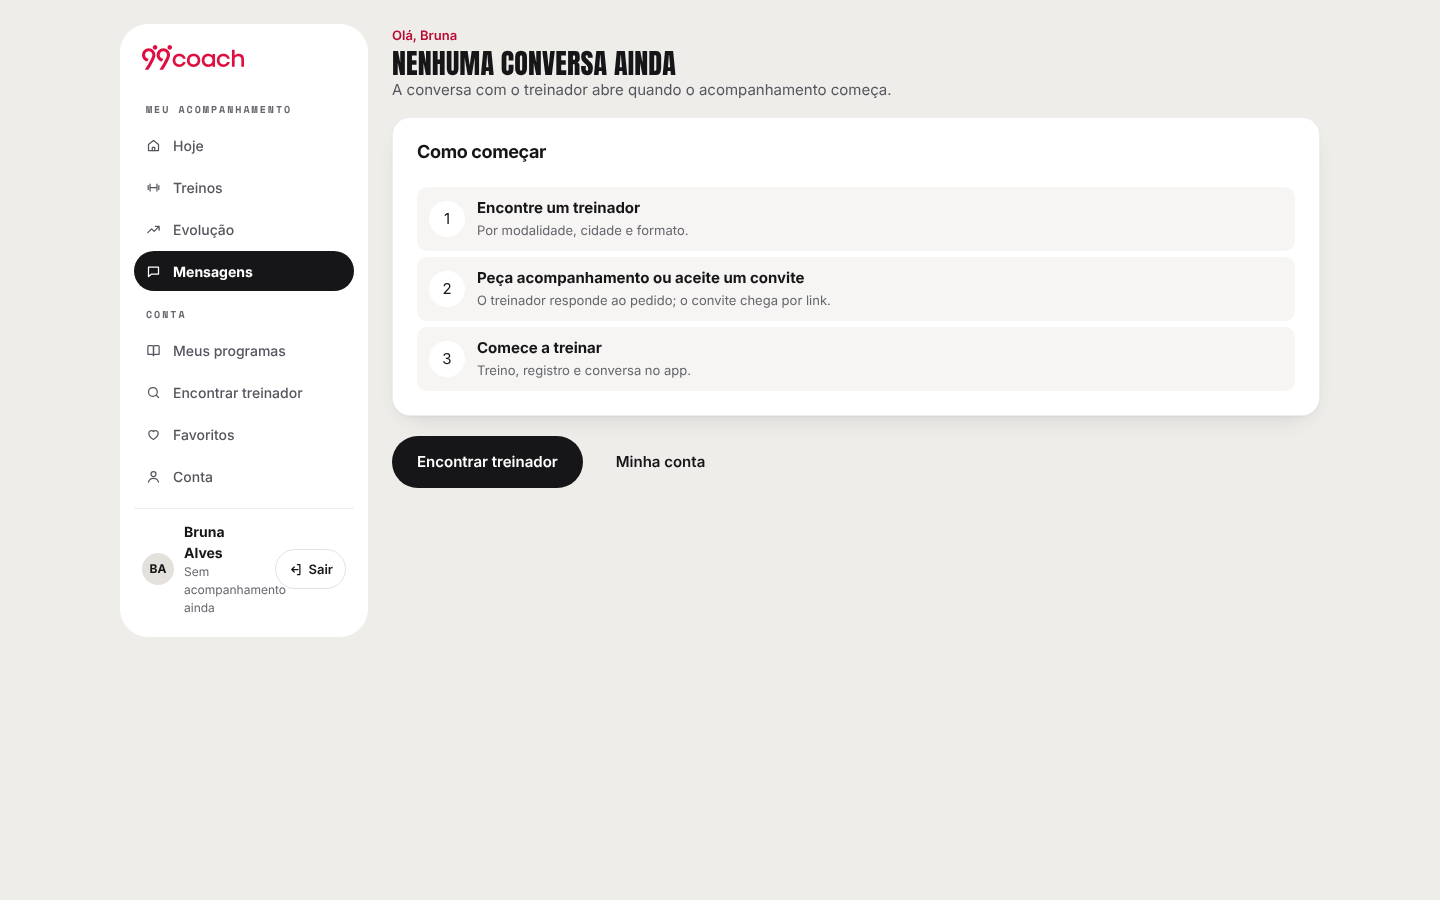 99coach
MEU ACOMPANHAMENTO
Hoje
Treinos
Evolução
Mensagens
CONTA
Meus programas
Encontrar treinador
Favoritos
Conta
BA
Bruna
Alves
Sem
acompanhamento
ainda
Sair
Olá, Bruna
NENHUMA CONVERSA AINDA
A conversa com o treinador abre quando o acompanhamento começa.
Como começar
1
Encontre um treinador
Por modalidade, cidade e formato.
2
Peça acompanhamento ou aceite um convite
O treinador responde ao pedido; o convite chega por link.
3
Comece a treinar
Treino, registro e conversa no app.
Encontrar treinador
Minha conta